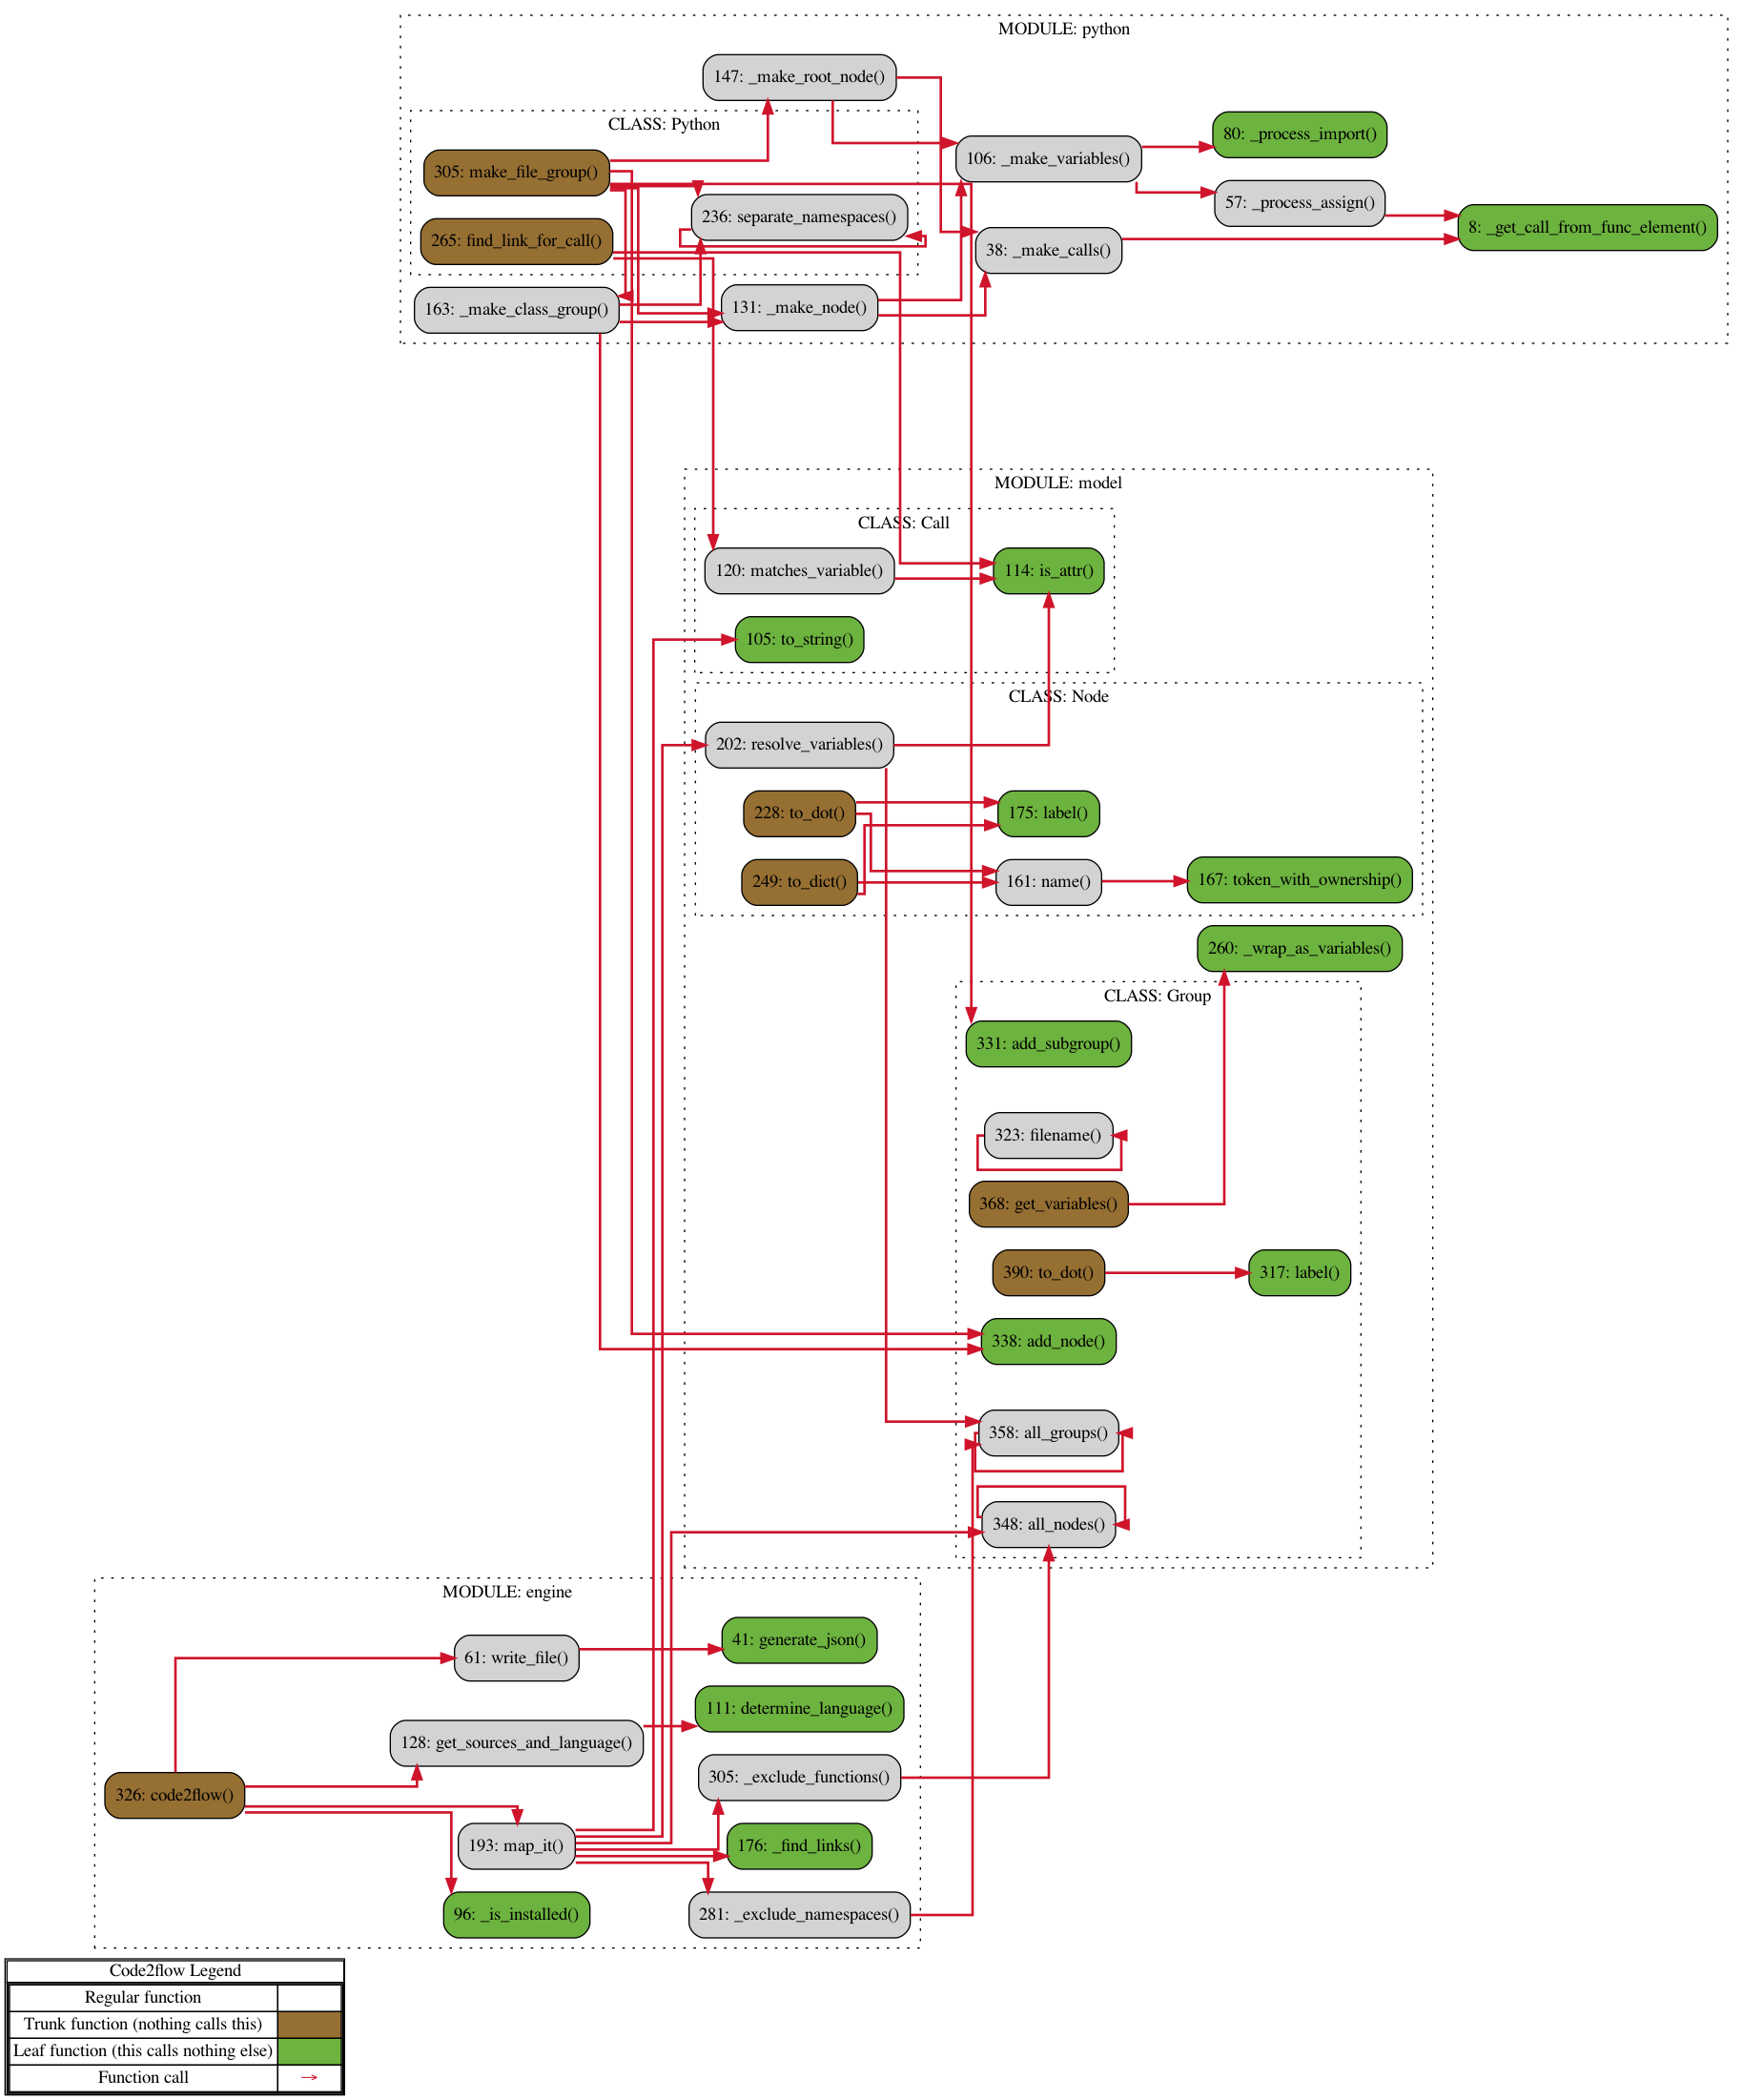 MODULE: python
147: _make_root_node()
CLASS: Python
80: _process_import()
106: _make_variables()
305: make_file_group()
57: _process_assign()
236: separate_namespaces()
8: _get_call_from_func_element()
265: find_link_for_call()
38: _make_calls()
163: _make_class_group()
131: _make_node()
MODULE: model
CLASS: Call
120: matches_variable()
114: is_attr()
105: to_string()
CLASS: Node
202: resolve_variables()
228: to_dot()
175: label()
249: to_dict()
161: name()
167: token_with_ownership()
260: _wrap_as_variables()
CLASS: Group
331: add_subgroup()
323: filename()
368: get_variables()
390: to_dot()
317: label()
338: add_node()
358: all_groups()
348: all_nodes()
MODULE: engine
41: generate_json()
61: write_file()
111: determine_language()
128: get_sources_and_language()
305: _exclude_functions()
326: code2flow()
193: map_it()
176: _find_links()
96: _is_installed()
281: _exclude_namespaces()
Code2flow Legend
Regular function
Trunk function (nothing calls this)
Leaf function (this calls nothing else)
Function call →